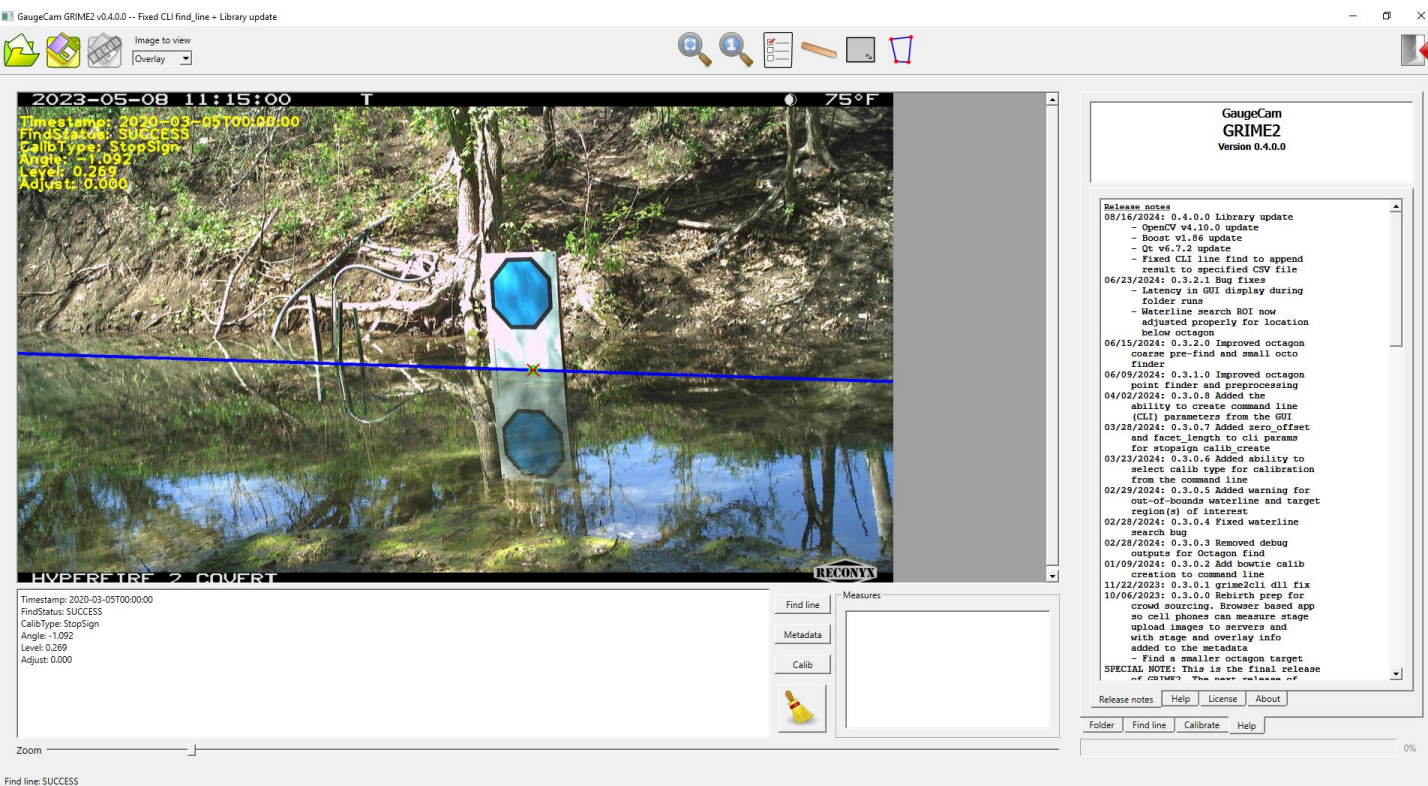 GaugeCam GRIME2 v0.4.0.0 -- Fixed CLI find_line + Library update
Image to view
Overlay
2023-05-08 11:15:00 T 75°F
Timestamp: 2020-03-05T00:00:00
FindStatus: SUCCESS
CalibType: StopSign
Angle: -1.092
Level: 0.269
Adjust: 0.000
HYPERFIRE 2 COVERT
RECONYX
Timestamp: 2020-03-05T00:00:00
FindStatus: SUCCESS
CalibType: StopSign
Angle: -1.092
Level: 0.269
Adjust: 0.000
Find line
Metadata
Calib
Measures
Zoom
Find line: SUCCESS
GaugeCam
GRIME2
Version 0.4.0.0
Release notes
08/16/2024: 0.4.0.0 Library update
- OpenCV v4.10.0 update
- Boost v1.86 update
- Qt v6.7.2 update
- Fixed CLI line find to append
result to specified CSV file
06/23/2024: 0.3.2.1 Bug fixes
- Latency in GUI display during
folder runs
- Waterline search ROI now
adjusted properly for location
below octagon
06/15/2024: 0.3.2.0 Improved octagon
coarse pre-find and small octo
finder
06/09/2024: 0.3.1.0 Improved octagon
point finder and preprocessing
04/02/2024: 0.3.0.8 Added the
ability to create command line
(CLI) parameters from the GUI
03/28/2024: 0.3.0.7 Added zero_offset
and facet_length to cli params
for stopsign calib_create
03/23/2024: 0.3.0.6 Added ability to
select calib type for calibration
from the command line
02/29/2024: 0.3.0.5 Added warning for
out-of-bounds waterline and target
region(s) of interest
02/28/2024: 0.3.0.4 Fixed waterline
search bug
02/28/2024: 0.3.0.3 Removed debug
outputs for Octagon find
01/09/2024: 0.3.0.2 Add bowtie calib
creation to command line
11/22/2023: 0.3.0.1 grime2cli dll fix
10/06/2023: 0.3.0.0 Rebirth prep for
crowd sourcing. Browser based app
so cell phones can measure stage
upload images to servers and
with stage and overlay info
added to the metadata
- Find a smaller octagon target
SPECIAL NOTE: This is the final release
of GRIME2. The next release of
Release notes Help License About
Folder Find line Calibrate Help
0%